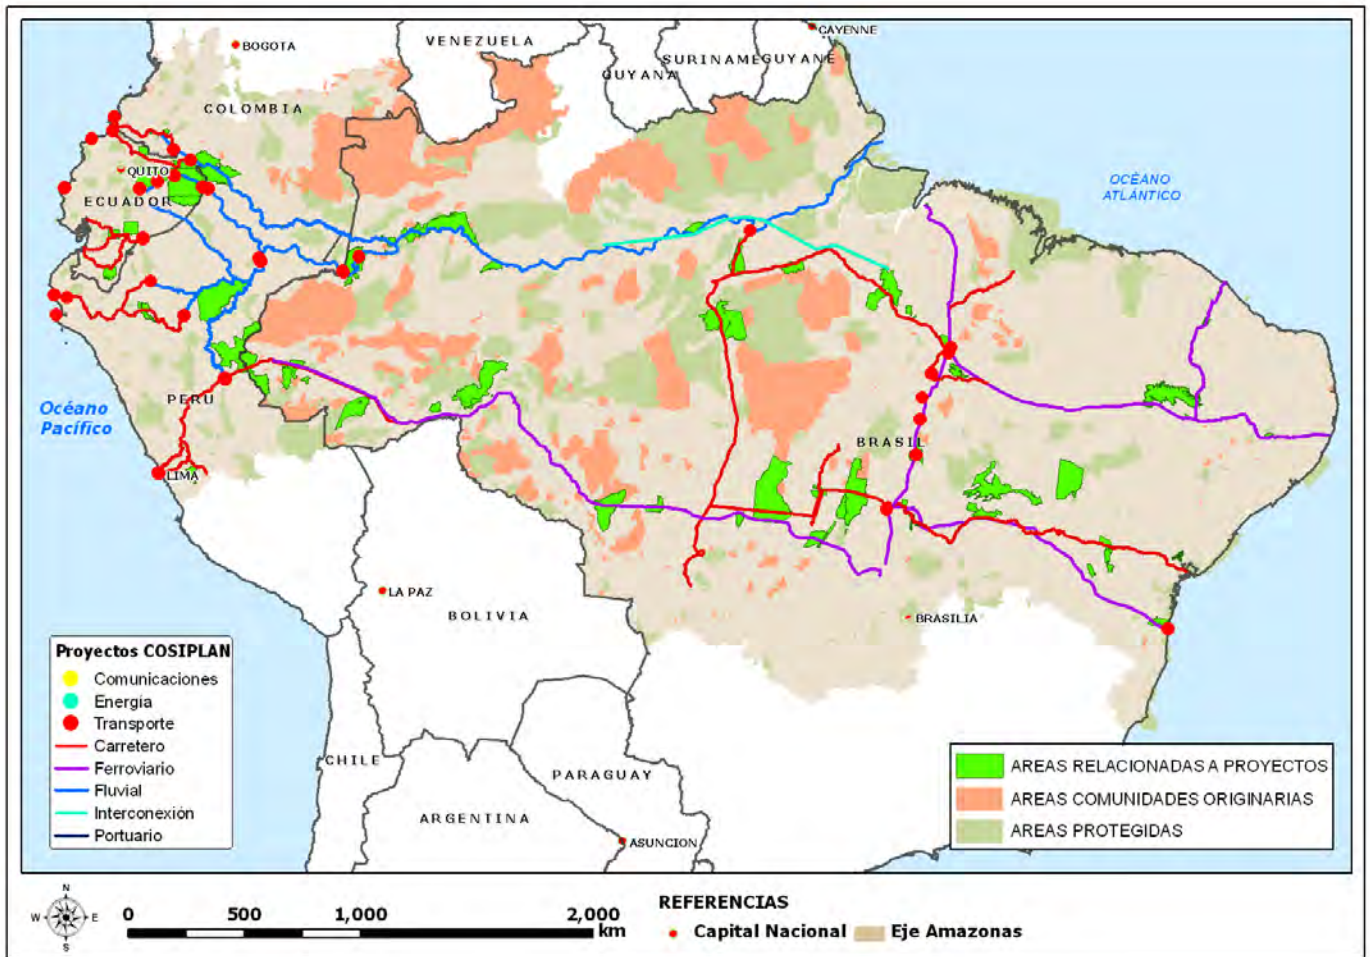 BOGOTA
VENEZUELA
CAYENNE
GUYANA
SURINAME
GUYANE
COLOMBIA
QUITO
ECUADOR
OCÉANO
ATLÁNTICO
Océano
Pacífico
PERU
LIMA
BRASIL
LA PAZ
BOLIVIA
BRASILIA
CHILE
PARAGUAY
ARGENTINA
ASUNCION
Proyectos COSIPLAN
Comunicaciones
Energía
Transporte
Carretero
Ferroviario
Fluvial
Interconexión
Portuario
AREAS RELACIONADAS A PROYECTOS
AREAS COMUNIDADES ORIGINARIAS
AREAS PROTEGIDAS
N
W E
S
0 500 1,000 2,000
km
REFERENCIAS
Capital Nacional Eje Amazonas